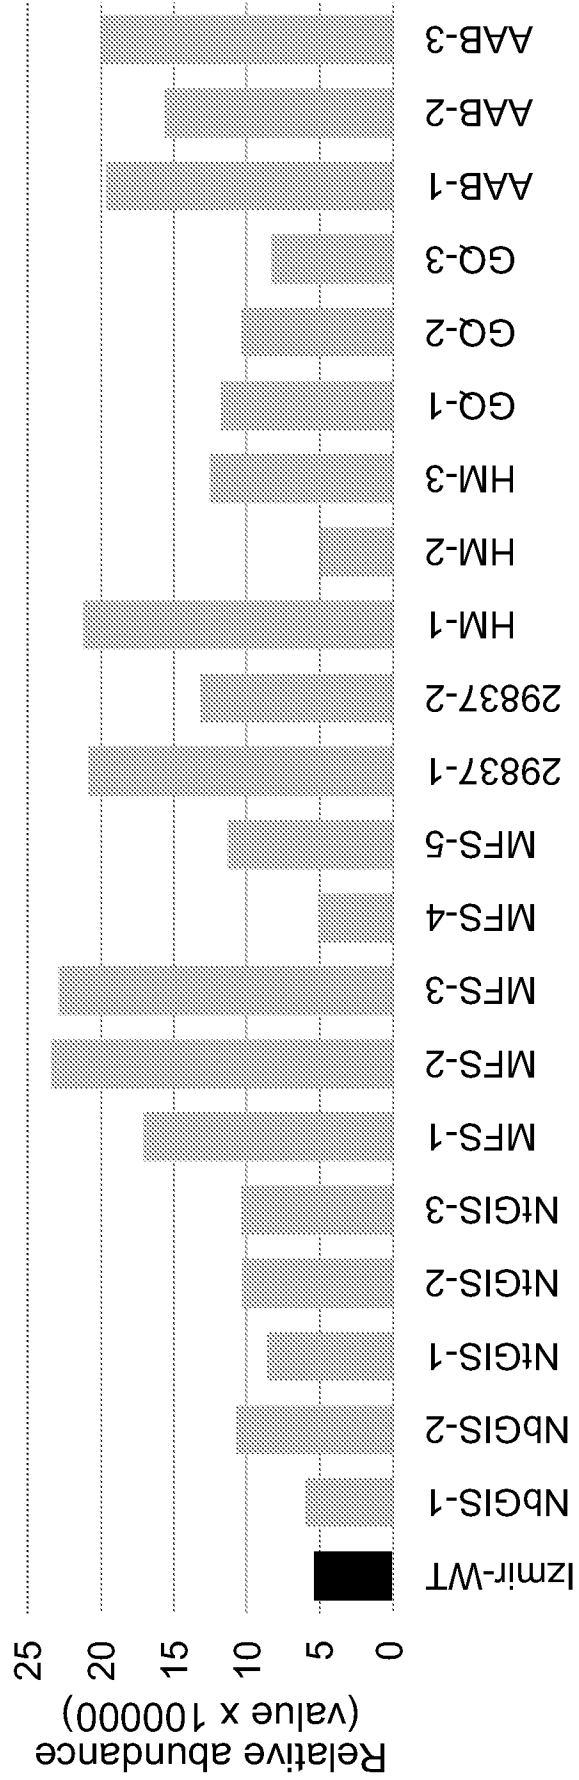 Relative abundance
(value x 100000)
25
20
15
10
5
0
Izmir-WT
NbGIS-1
NbGIS-2
NtGIS-1
NtGIS-2
NtGIS-3
MFS-1
MFS-2
MFS-3
MFS-4
MFS-5
29837-1
29837-2
HM-1
HM-2
HM-3
GQ-1
GQ-2
GQ-3
AAB-1
AAB-2
AAB-3